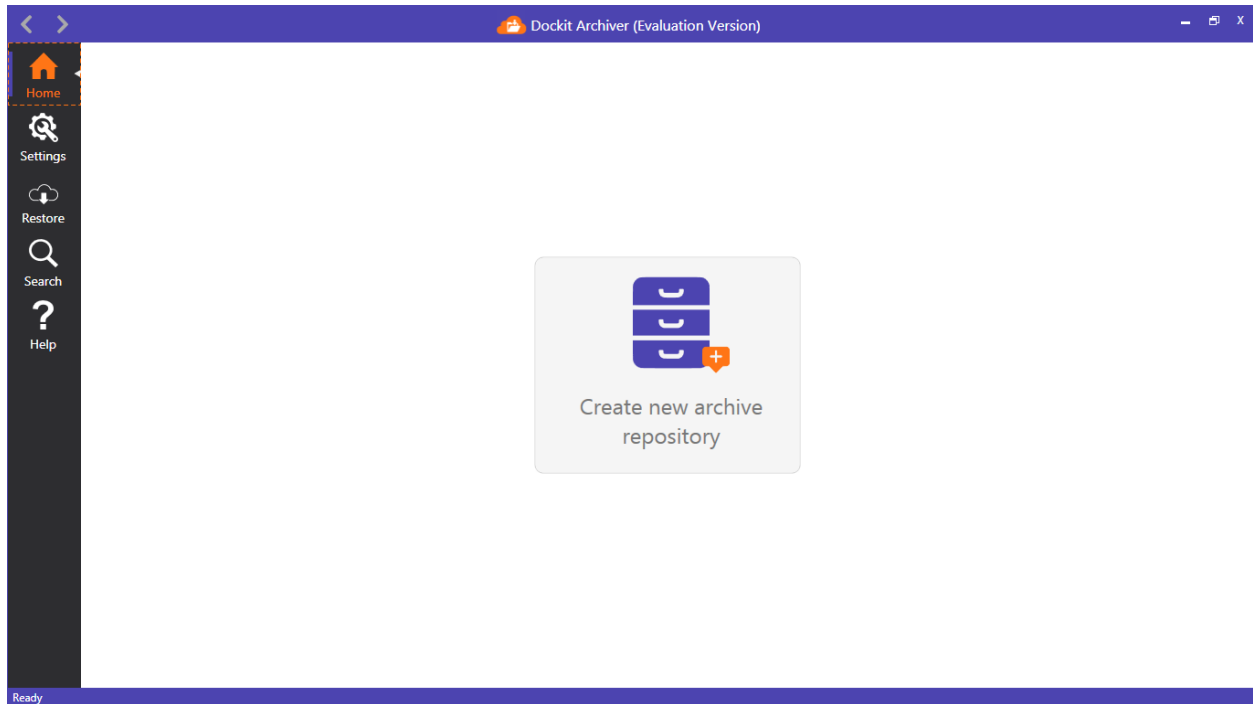 Dockit Archiver (Evaluation Version)
X
Home
Settings
Restore
Search
?
Help
Create new archive
repository
Ready